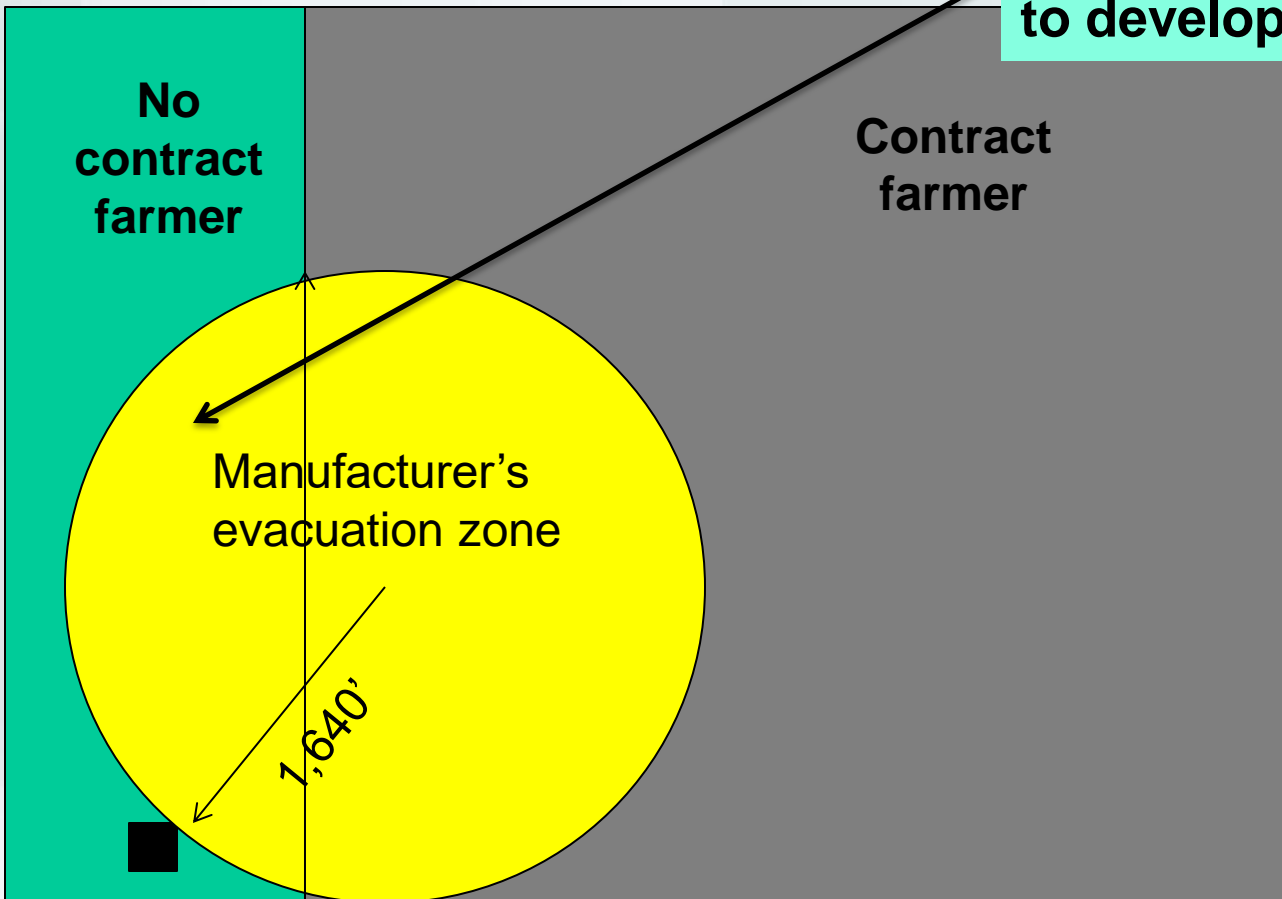 to develop
No
contract
farmer
Contract
farmer
Manufacturer’s
evacuation zone
1,640’